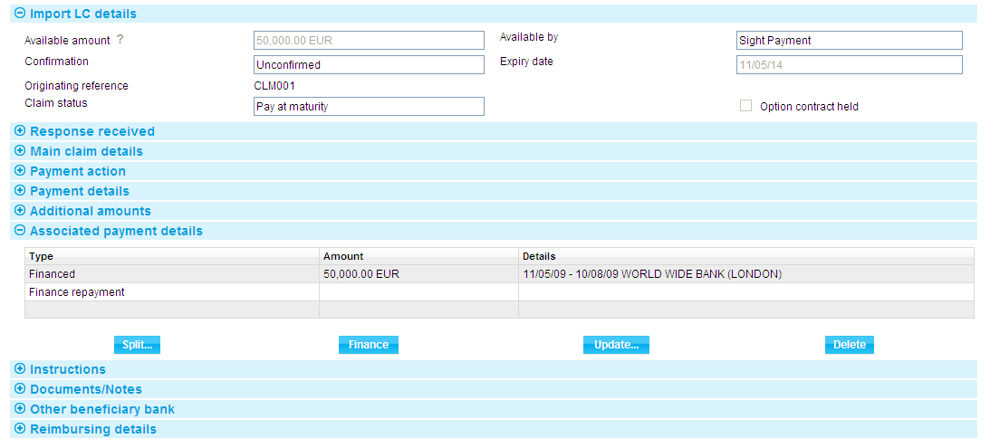 Import LC details
Available amount ? 50,000.00 EUR Available by Sight Payment
Confirmation Unconfirmed Expiry date 11/05/14
Originating reference CLM001
Claim status Pay at maturity Option contract held
Response received
Main claim details
Payment action
Payment details
Additional amounts
Associated payment details
Type Amount Details
Financed 50,000.00 EUR 11/05/09 - 10/08/09 WORLD WIDE BANK (LONDON)
Finance repayment
Split... Finance Update... Delete
Instructions
Documents/Notes
Other beneficiary bank
Reimbursing details